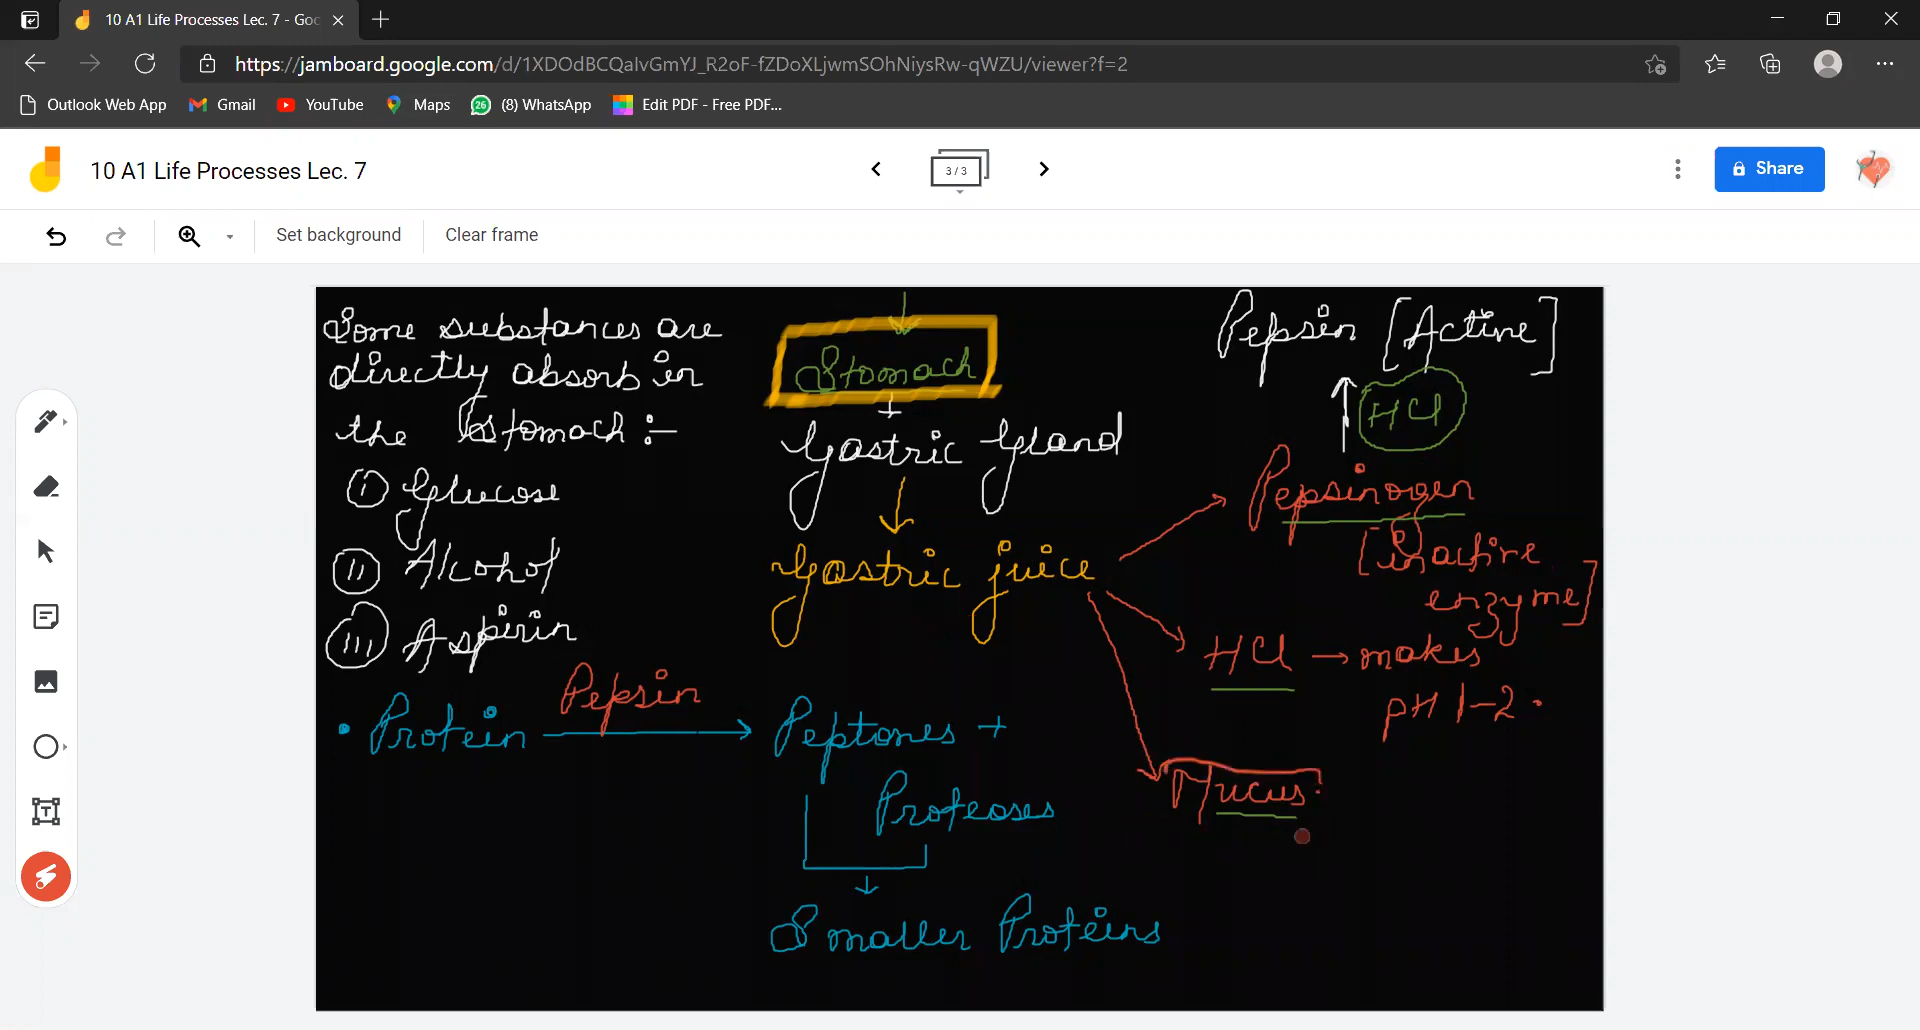 10 A1 Life Processes Lec. 7 - Goo
https://jamboard.google.com/d/1XDOdBCQaIvGmYJ_R2oF-fZDoXLjwmSOhNiysRw-qWZU/viewer?f=2
Outlook Web App Gmail YouTube Maps 26 (8) WhatsApp Edit PDF - Free PDF...
10 A1 Life Processes Lec. 7
3 / 3
Share
Set background Clear frame
Some substances are
directly absorb in
the stomach :-
(i) Glucose
(ii) Alcohol
(iii) Aspirin
Stomach
Gastric Gland
Gastric juice
Pepsin [Active]
HCl
Pepsinogen
[inactive
enzyme]
HCl → makes
pH 1-2.
Mucus.
• Protein Pepsin → Peptones +
Proteoses
Smaller Proteins